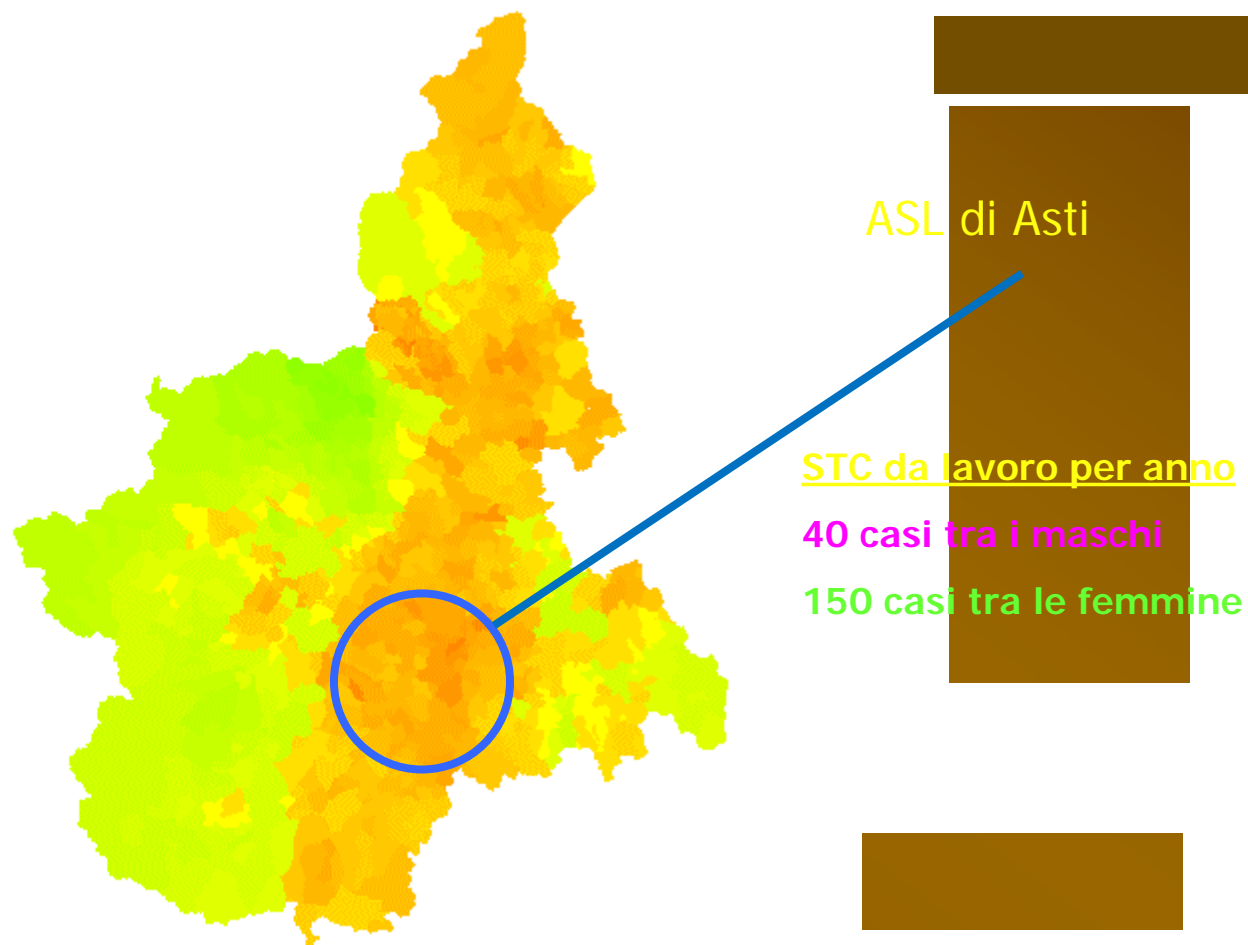 ASL di Asti
STC da lavoro per anno
40 casi tra i maschi
150 casi tra le femmine